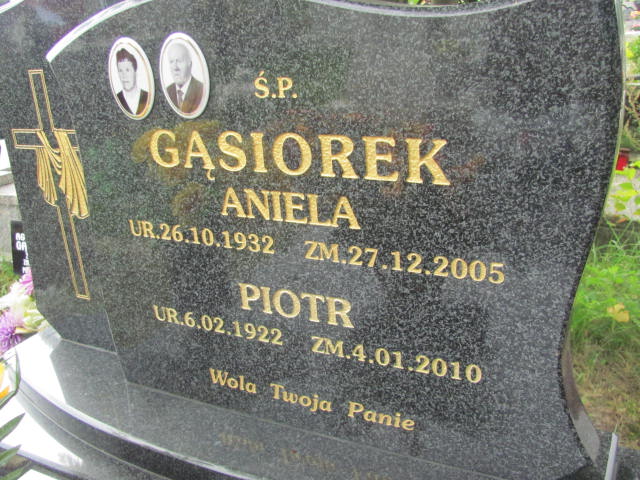 Ś.P.
GĄSIOREK
ANIELA
UR.26.10.1932 ZM.27.12.2005
PIOTR
UR.6.02.1922 ZM.4.01.2010
Wola Twoja Panie